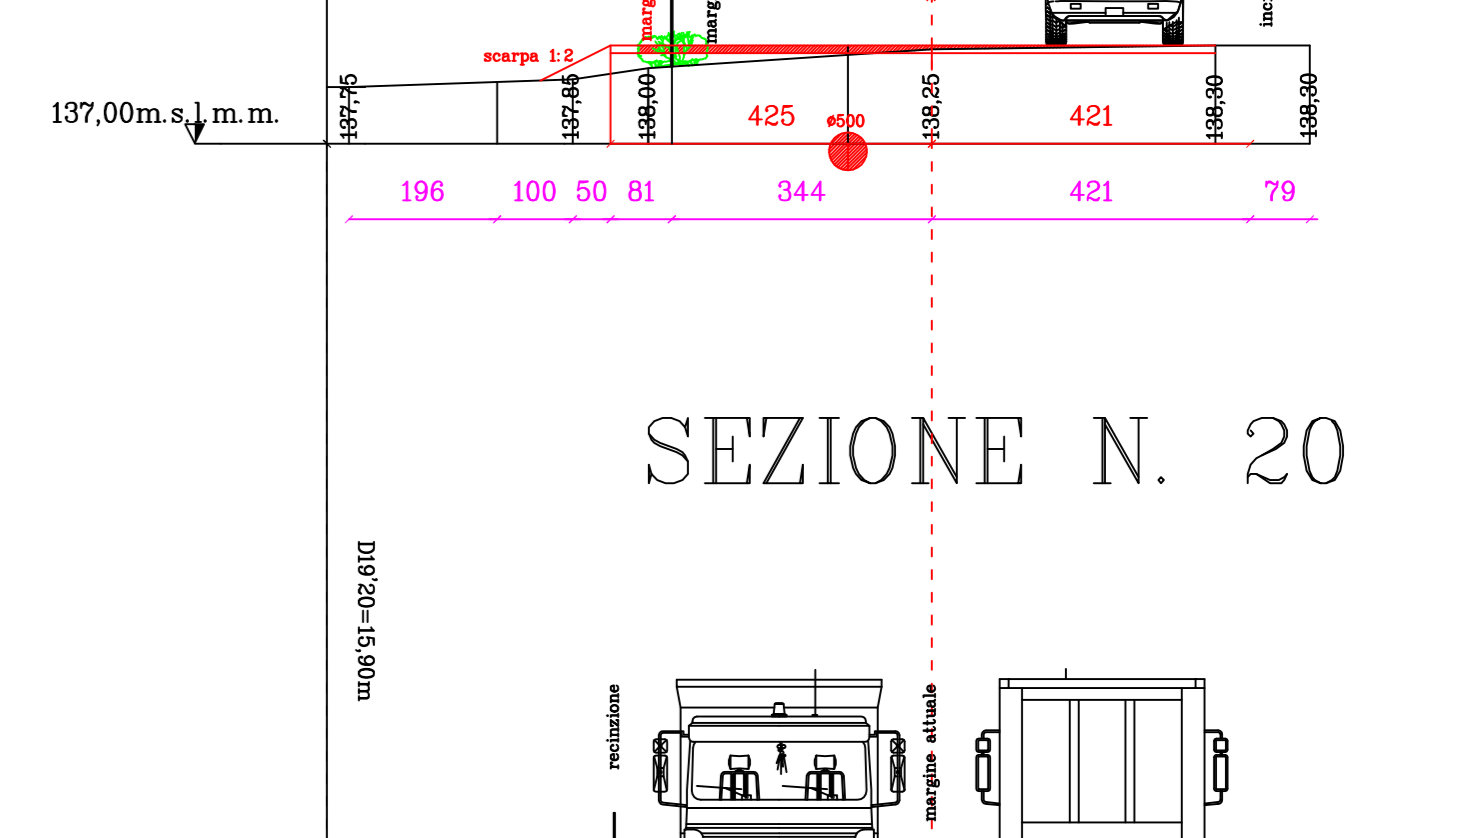 scarpa 1:2
137,00m.s.l.m.m.
137,75
137,85
138,00
425
ø500
138,25
421
138,30
138,30
196
100
50
81
344
421
79
SEZIONE N. 20
D19'20=15,90m
recinzione
margine attuale